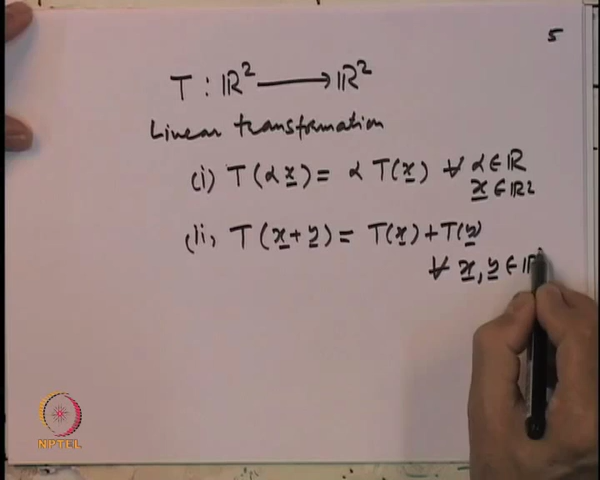 5
T : ℝ² ⟶ ℝ²
Linear transformation
(i) T(αx̲) = α T(x̲) ∀ α ∈ ℝ
x̲ ∈ ℝ²
(ii) T(x̲ + y̲) = T(x̲) + T(y̲)
∀ x̲, y̲ ∈ ℝ
NPTEL